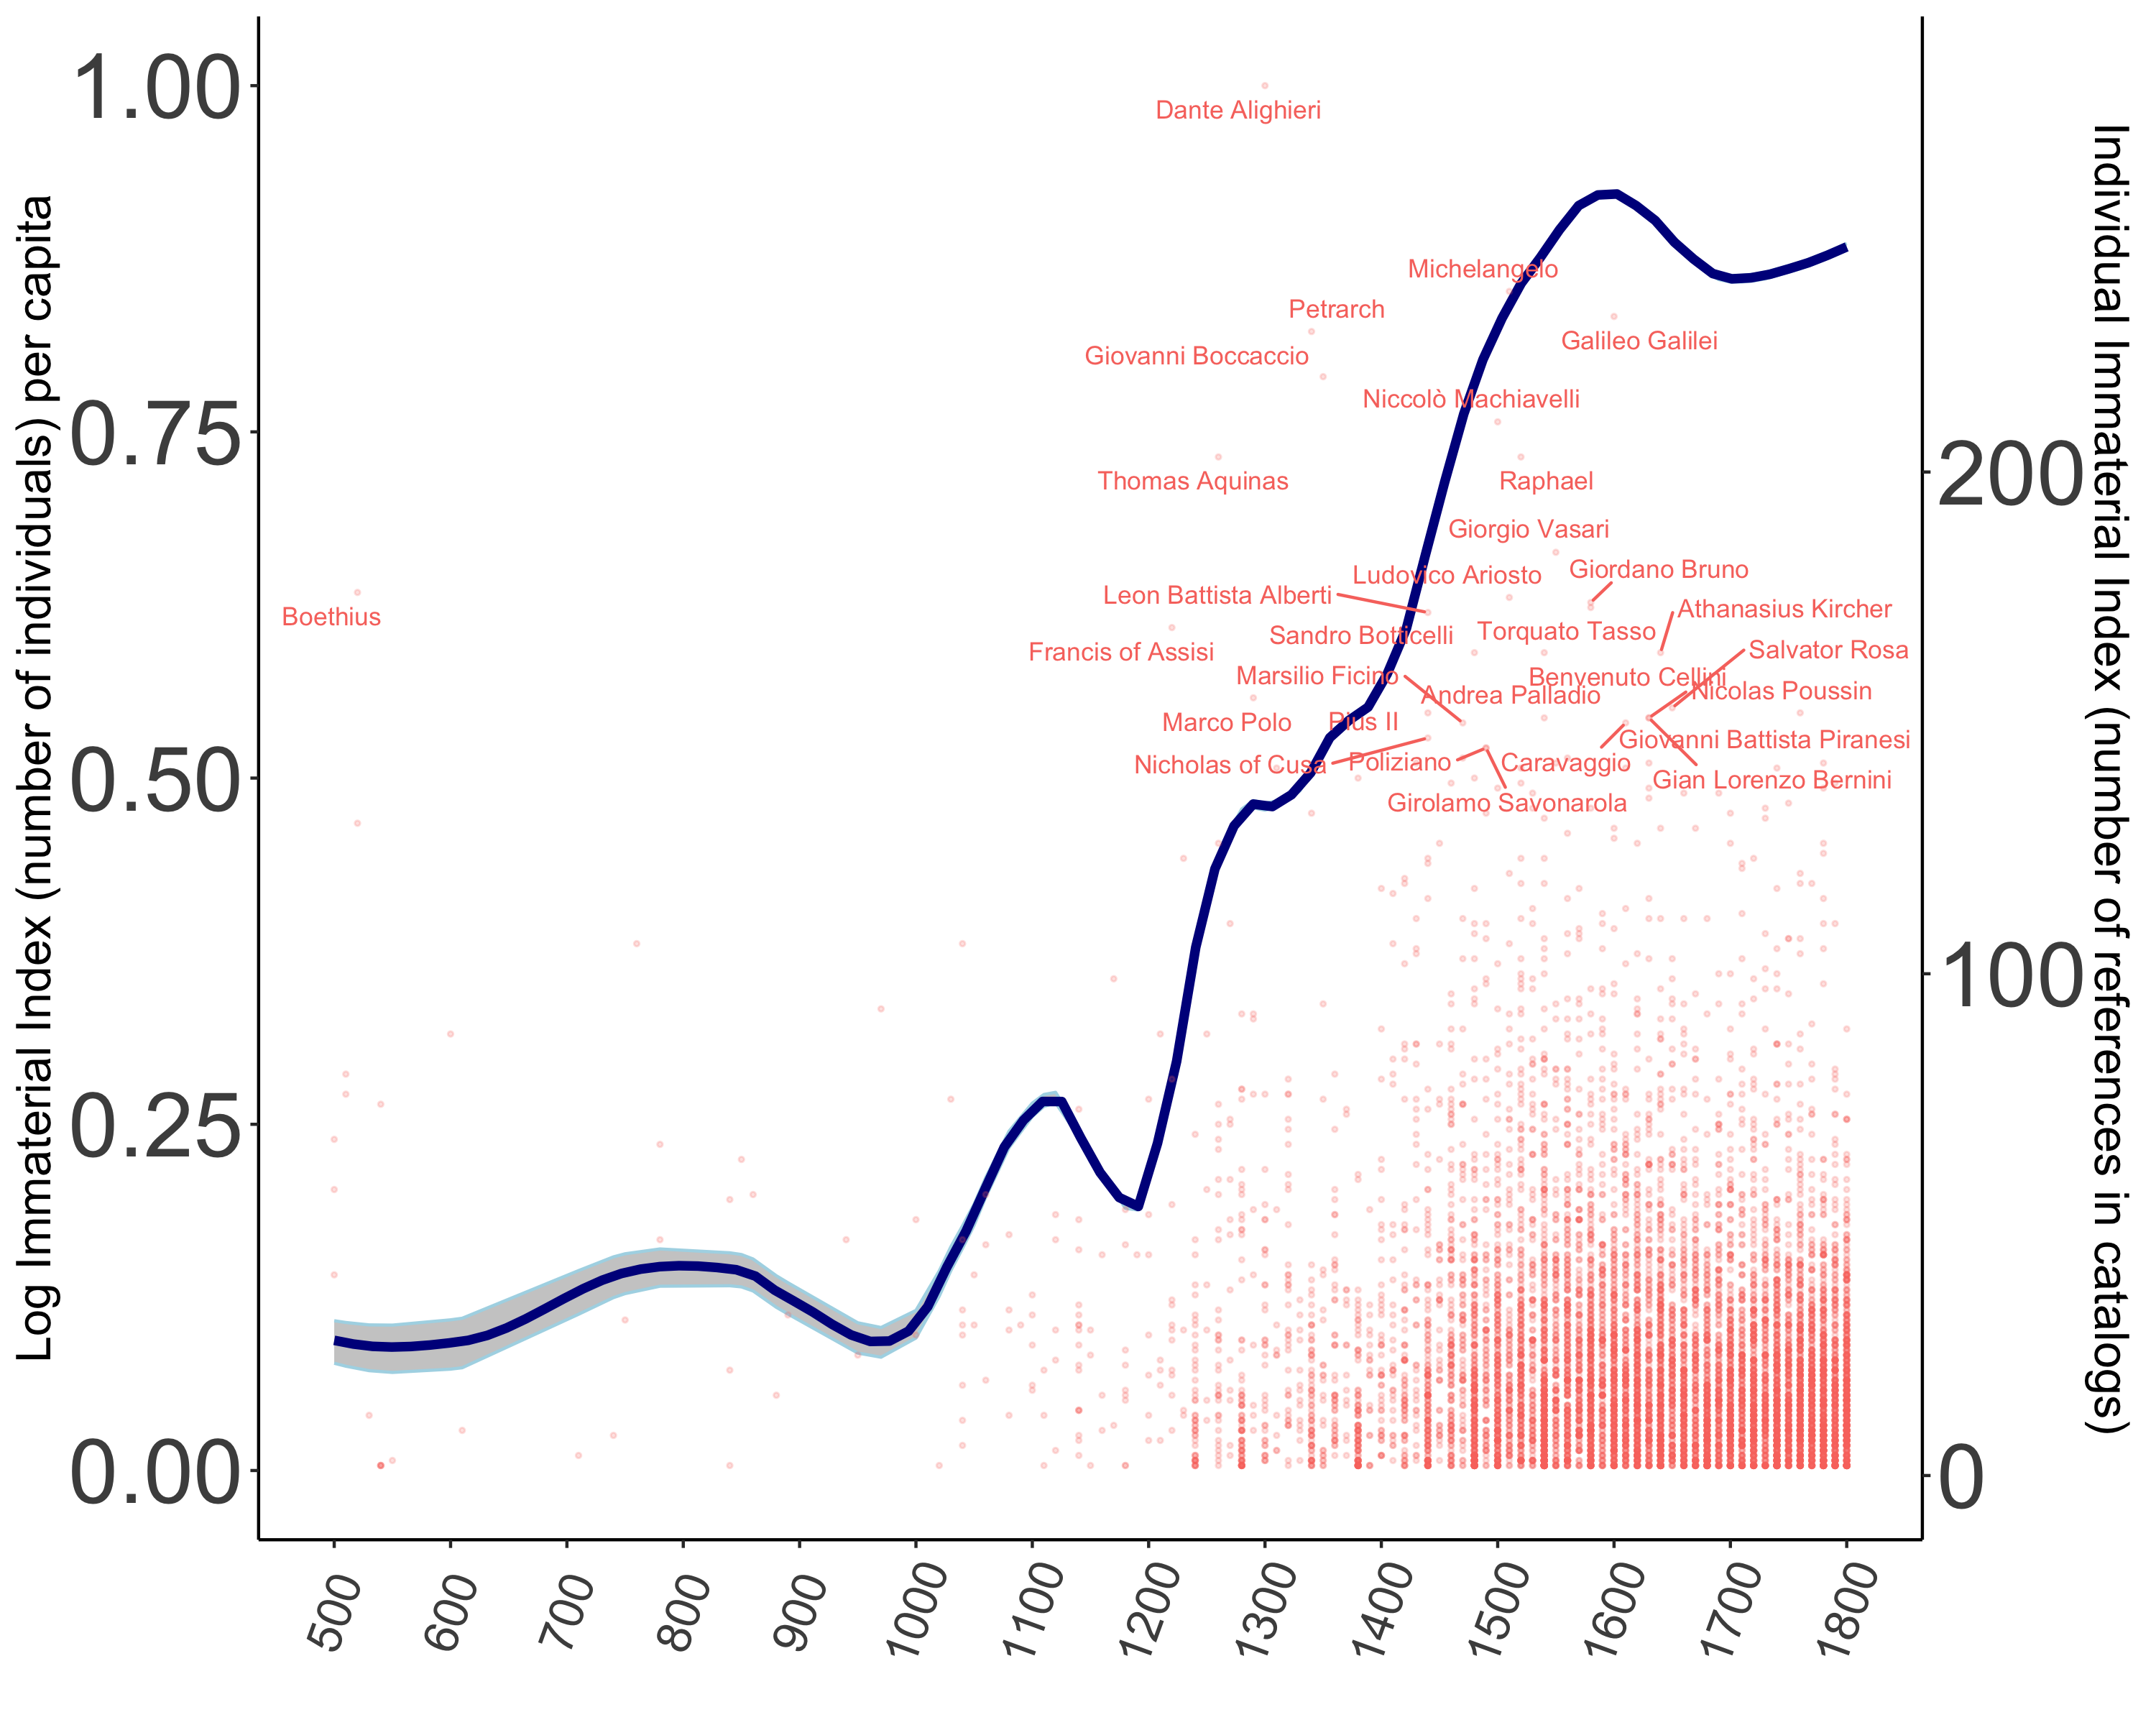 Log Immaterial Index (number of individuals) per capita
1.00
0.75
0.50
0.25
0.00
Dante Alighieri
Michelangelo
Petrarch
Galileo Galilei
Giovanni Boccaccio
Niccolò Machiavelli
Thomas Aquinas
Raphael
Giorgio Vasari
Giordano Bruno
Ludovico Ariosto
Leon Battista Alberti
Athanasius Kircher
Boethius
Torquato Tasso
Sandro Botticelli
Francis of Assisi
Salvator Rosa
Marsilio Ficino
Benvenuto Cellini
Nicolas Poussin
Andrea Palladio
Marco Polo
Pius II
Giovanni Battista Piranesi
Nicholas of Cusa
Poliziano
Caravaggio
Gian Lorenzo Bernini
Girolamo Savonarola
500
600
700
800
900
1000
1100
1200
1300
1400
1500
1600
1700
1800
200
100
0
Individual Immaterial Index (number of references in catalogs)